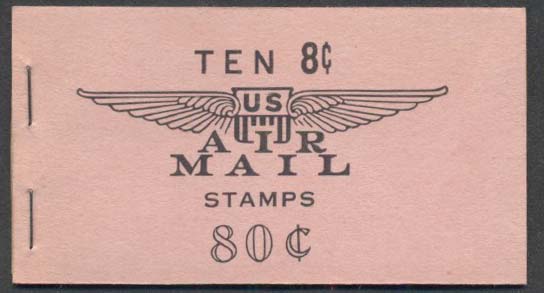 TEN 8¢
US
AIR
MAIL
STAMPS
80¢